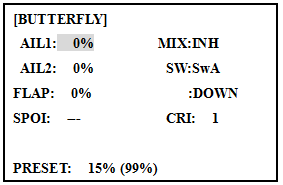 [BUTTERFLY]
AIL1: 0% MIX:INH
AIL2: 0% SW:SwA
FLAP: 0% :DOWN
SPOI: --- CRI: 1
PRESET: 15% (99%)